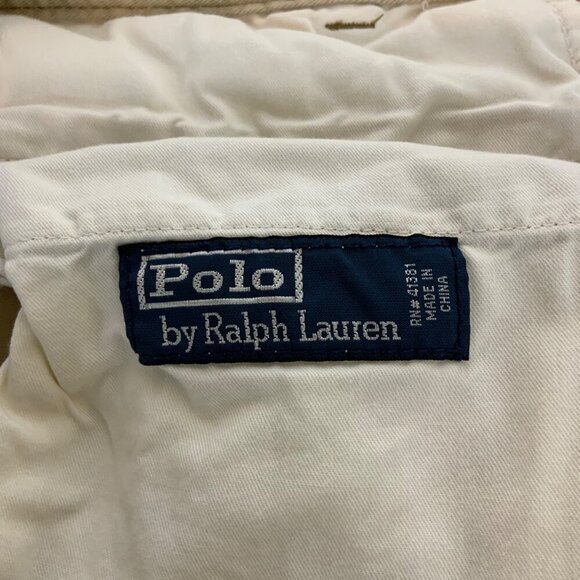 Polo
by Ralph Lauren
RN# 41381
MADE IN
CHINA